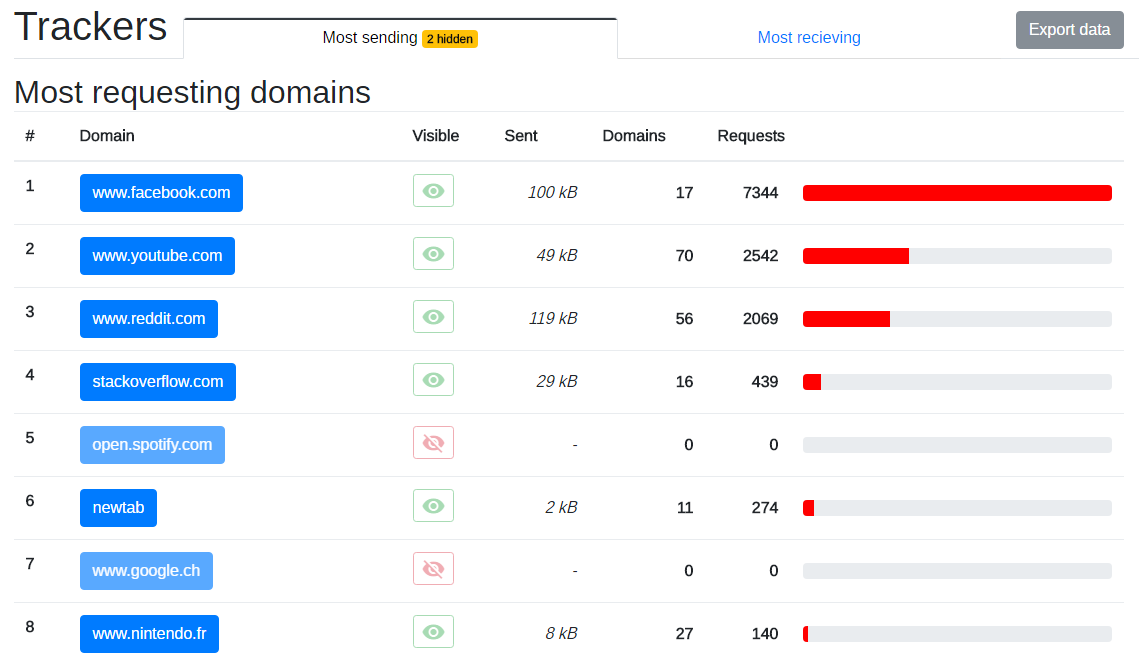 Trackers
Most sending 2 hidden
Most recieving
Export data
Most requesting domains
# Domain Visible Sent Domains Requests
1 www.facebook.com 100 kB 17 7344
2 www.youtube.com 49 kB 70 2542
3 www.reddit.com 119 kB 56 2069
4 stackoverflow.com 29 kB 16 439
5 open.spotify.com - 0 0
6 newtab 2 kB 11 274
7 www.google.ch - 0 0
8 www.nintendo.fr 8 kB 27 140